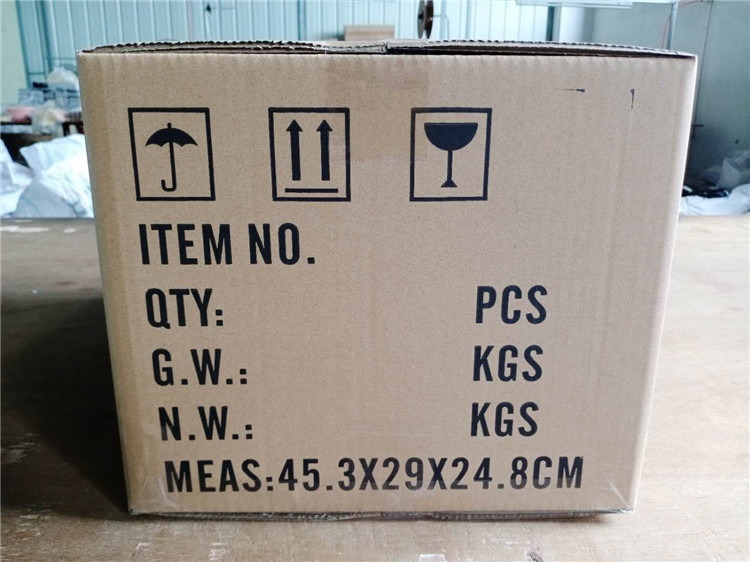 ITEM NO.
QTY: PCS
G.W.: KGS
N.W.: KGS
MEAS:45.3X29X24.8CM